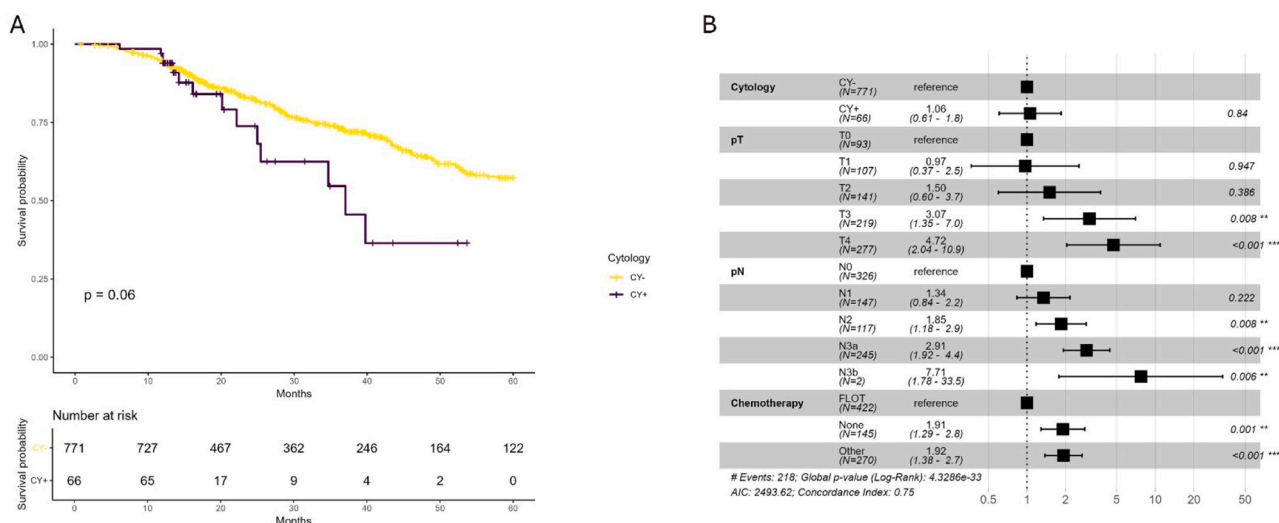 A
Survival probability
1.00
0.75
0.50
0.25
0.00
p = 0.06
Cytology
CY-
CY+
0 10 20 30 40 50 60
Months
Number at risk
Survival probability
CY- 771 727 467 362 246 164 122
CY+ 66 65 17 9 4 2 0
0 10 20 30 40 50 60
Months
B
Cytology CY- (N=771) reference
CY+ (N=66) 1.06 (0.61 - 1.8) 0.84
pT T0 (N=93) reference
T1 (N=107) 0.97 (0.37 - 2.5) 0.947
T2 (N=141) 1.50 (0.60 - 3.7) 0.386
T3 (N=219) 3.07 (1.35 - 7.0) 0.008 **
T4 (N=277) 4.72 (2.04 - 10.9) <0.001 ***
pN N0 (N=326) reference
N1 (N=147) 1.34 (0.84 - 2.2) 0.222
N2 (N=117) 1.85 (1.18 - 2.9) 0.008 **
N3a (N=245) 2.91 (1.92 - 4.4) <0.001 ***
N3b (N=2) 7.71 (1.78 - 33.5) 0.006 **
Chemotherapy FLOT (N=422) reference
None (N=145) 1.91 (1.29 - 2.8) 0.001 **
Other (N=270) 1.92 (1.38 - 2.7) <0.001 ***
# Events: 218; Global p-value (Log-Rank): 4.3286e-33
AIC: 2493.62; Concordance Index: 0.75
0.5 1 2 5 10 20 50